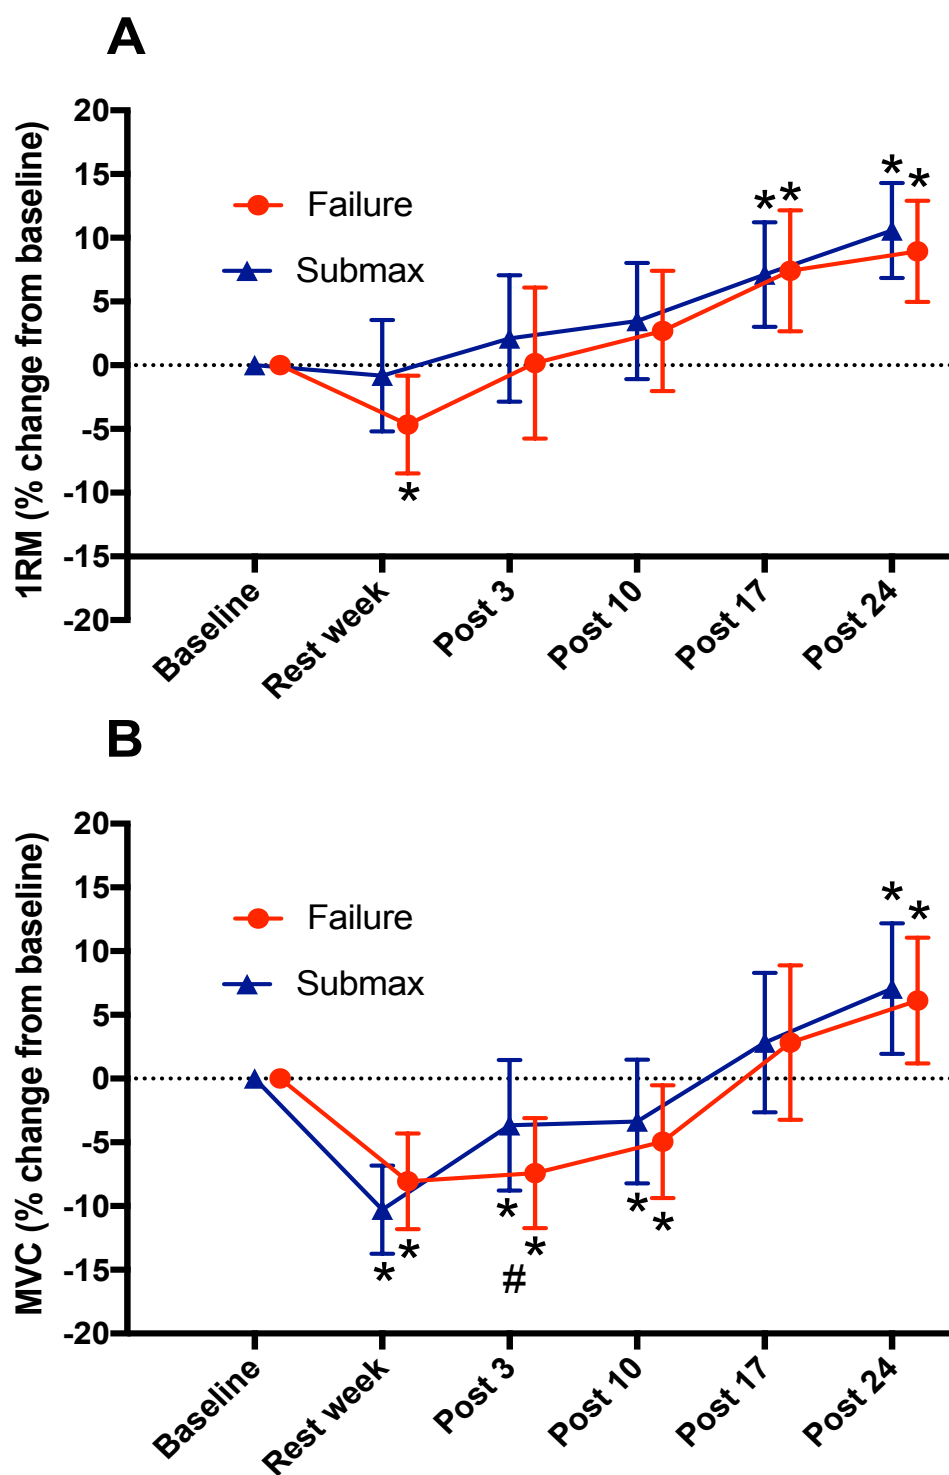 A
1RM (% change from baseline)
20
15
10
5
0
-5
-10
-15
-20
Failure
Submax
* * * *
*
Baseline
Rest week
Post 3
Post 10
Post 17
Post 24
B
MVC (% change from baseline)
20
15
10
5
0
-5
-10
-15
-20
Failure
Submax
* *
* * * * * *
#
Baseline
Rest week
Post 3
Post 10
Post 17
Post 24